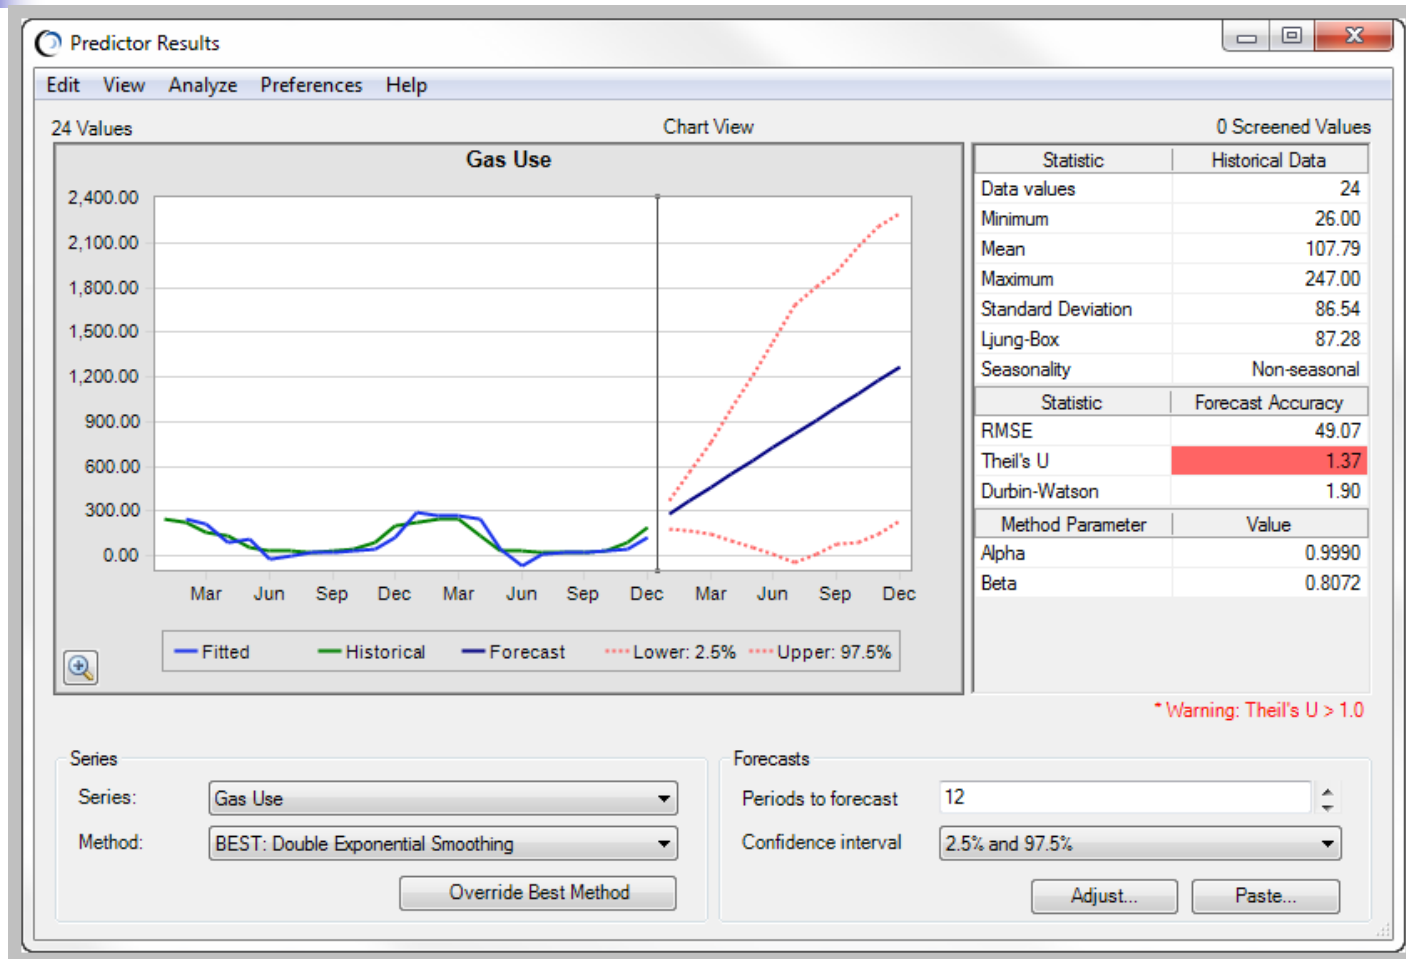 Predictor Results
Edit View Analyze Preferences Help
24 Values Chart View 0 Screened Values
Gas Use
2,400.00
2,100.00
1,800.00
1,500.00
1,200.00
900.00
600.00
300.00
0.00
Mar Jun Sep Dec Mar Jun Sep Dec Mar Jun Sep Dec
Fitted Historical Forecast Lower: 2.5% Upper: 97.5%
Statistic Historical Data
Data values 24
Minimum 26.00
Mean 107.79
Maximum 247.00
Standard Deviation 86.54
Ljung-Box 87.28
Seasonality Non-seasonal
Statistic Forecast Accuracy
RMSE 49.07
Theil's U 1.37
Durbin-Watson 1.90
Method Parameter Value
Alpha 0.9990
Beta 0.8072
* Warning: Theil's U > 1.0
Series
Series: Gas Use
Method: BEST: Double Exponential Smoothing
Override Best Method
Forecasts
Periods to forecast 12
Confidence interval 2.5% and 97.5%
Adjust... Paste...